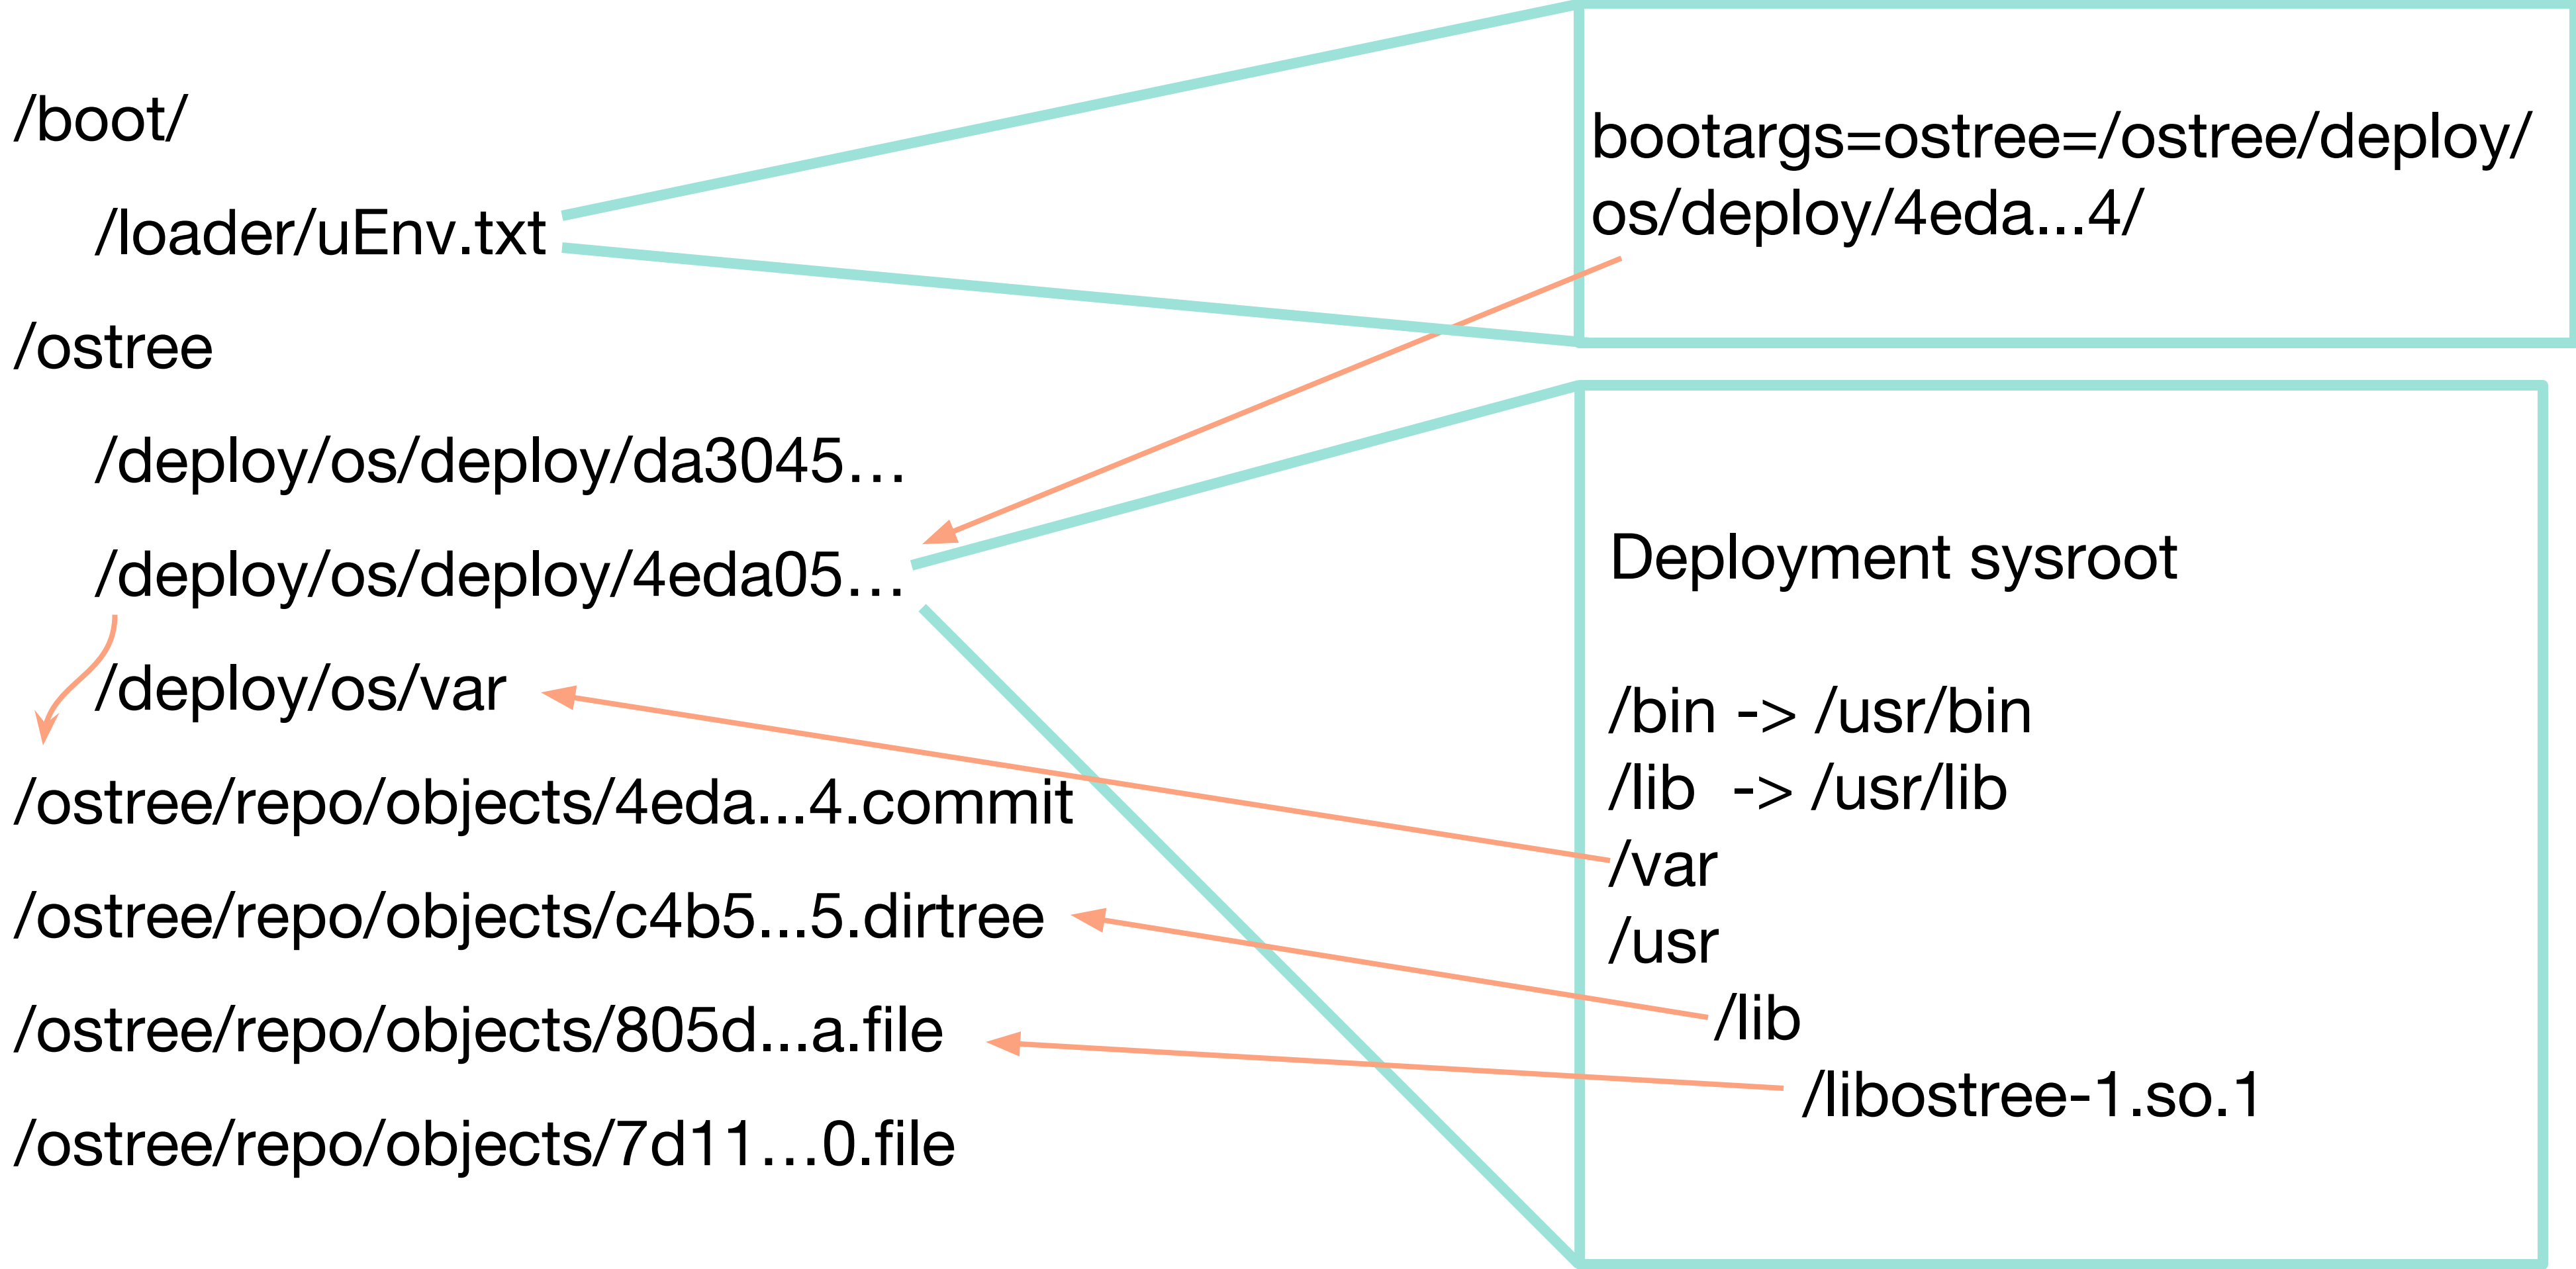 /boot/
/loader/uEnv.txt
/ostree
/deploy/os/deploy/da3045…
/deploy/os/deploy/4eda05…
/deploy/os/var
/ostree/repo/objects/4eda...4.commit
/ostree/repo/objects/c4b5...5.dirtree
/ostree/repo/objects/805d...a.file
/ostree/repo/objects/7d11…0.file
bootargs=ostree=/ostree/deploy/
os/deploy/4eda...4/
Deployment sysroot
/bin -> /usr/bin
/lib  -> /usr/lib
/var
/usr
/lib
/libostree-1.so.1